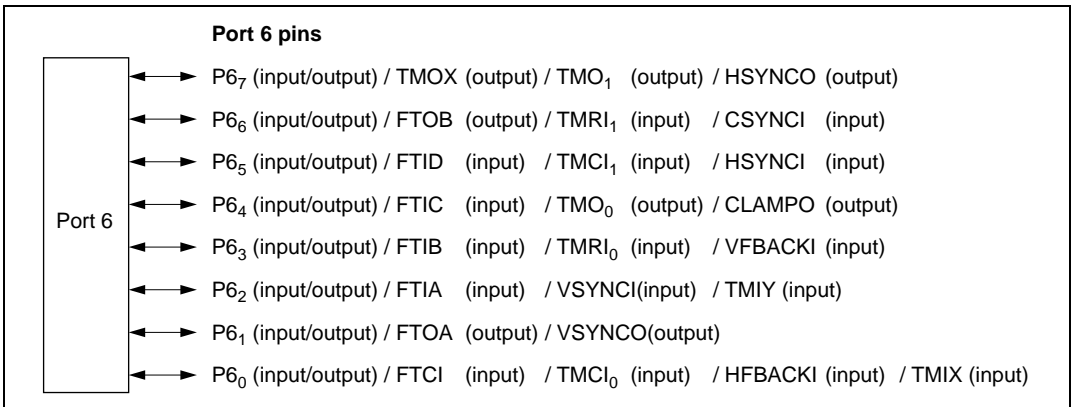 Port 6 pins
P6₇ (input/output) / TMOX (output) / TMO₁ (output) / HSYNCO (output)
P6₆ (input/output) / FTOB (output) / TMRI₁ (input) / CSYNCI (input)
P6₅ (input/output) / FTID (input) / TMCI₁ (input) / HSYNCI (input)
P6₄ (input/output) / FTIC (input) / TMO₀ (output) / CLAMPO (output)
Port 6
P6₃ (input/output) / FTIB (input) / TMRI₀ (input) / VFBACKI (input)
P6₂ (input/output) / FTIA (input) / VSYNCI(input) / TMIY (input)
P6₁ (input/output) / FTOA (output) / VSYNCO(output)
P6₀ (input/output) / FTCI (input) / TMCI₀ (input) / HFBACKI (input) / TMIX (input)